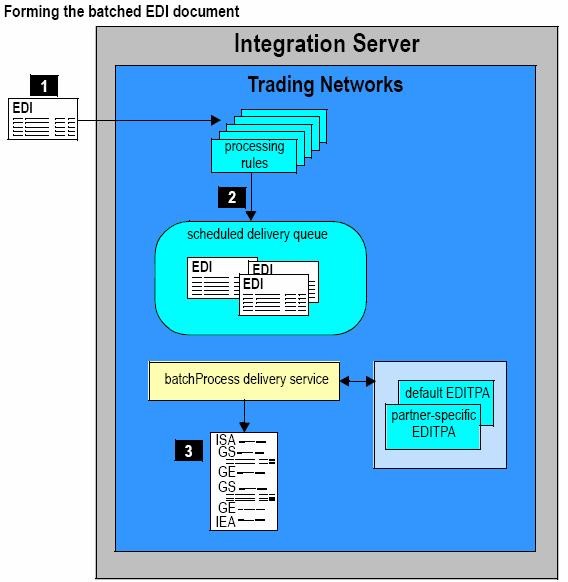 Forming the batched EDI document
Integration Server
Trading Networks
1
EDI
processing
rules
2
scheduled delivery queue
EDI
EDI
EDI
batchProcess delivery service
default EDITPA
partner-specific
EDITPA
3
ISA
GS
GE
GS
GE
IEA